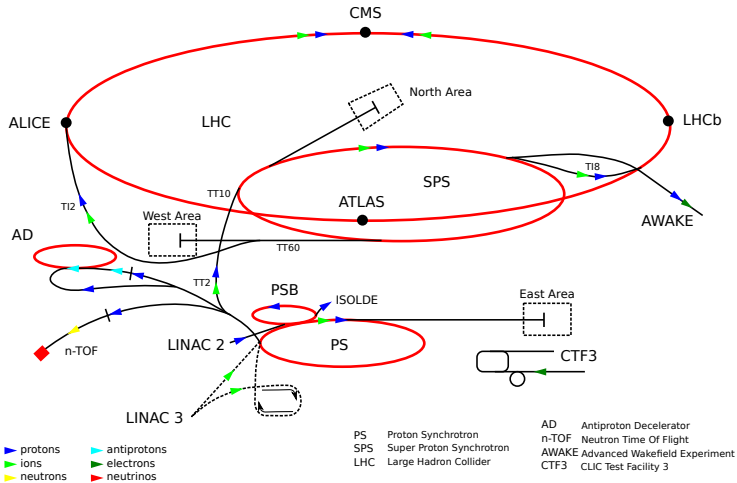 CMS
North Area
ALICE
LHC
LHCb
TI8
TT10
SPS
TI2
ATLAS
West Area
AWAKE
AD
TT60
TT2
PSB
ISOLDE
East Area
LINAC 2
PS
n-TOF
CTF3
LINAC 3
protons
ions
neutrons
antiprotons
electrons
neutrinos
PS Proton Synchrotron
SPS Super Proton Synchrotron
LHC Large Hadron Collider
AD Antiproton Decelerator
n-TOF Neutron Time Of Flight
AWAKE Advanced Wakefield Experiment
CTF3 CLIC Test Facility 3